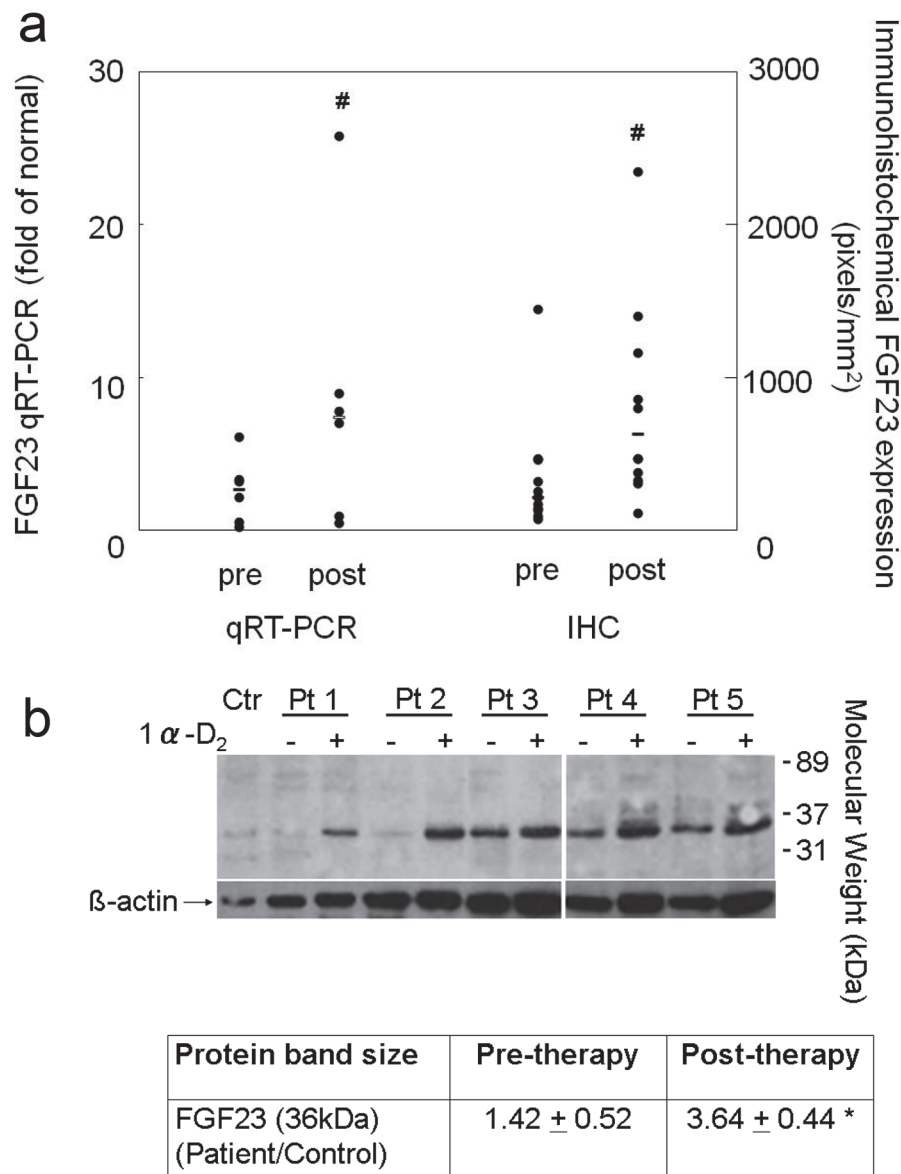 a
FGF23 qRT-PCR (fold of normal)
30
20
10
0
#
#
3000
2000
1000
0
Immunohistochemical FGF23 expression
(pixels/mm²)
pre post pre post
qRT-PCR IHC
b
Ctr Pt 1 Pt 2 Pt 3 Pt 4 Pt 5
1α-D₂ - + - + - + - + - +
-89
-37
-31
Molecular Weight (kDa)
ß-actin→
Protein band size Pre-therapy Post-therapy
FGF23 (36kDa) 1.42 ± 0.52 3.64 ± 0.44 *
(Patient/Control)